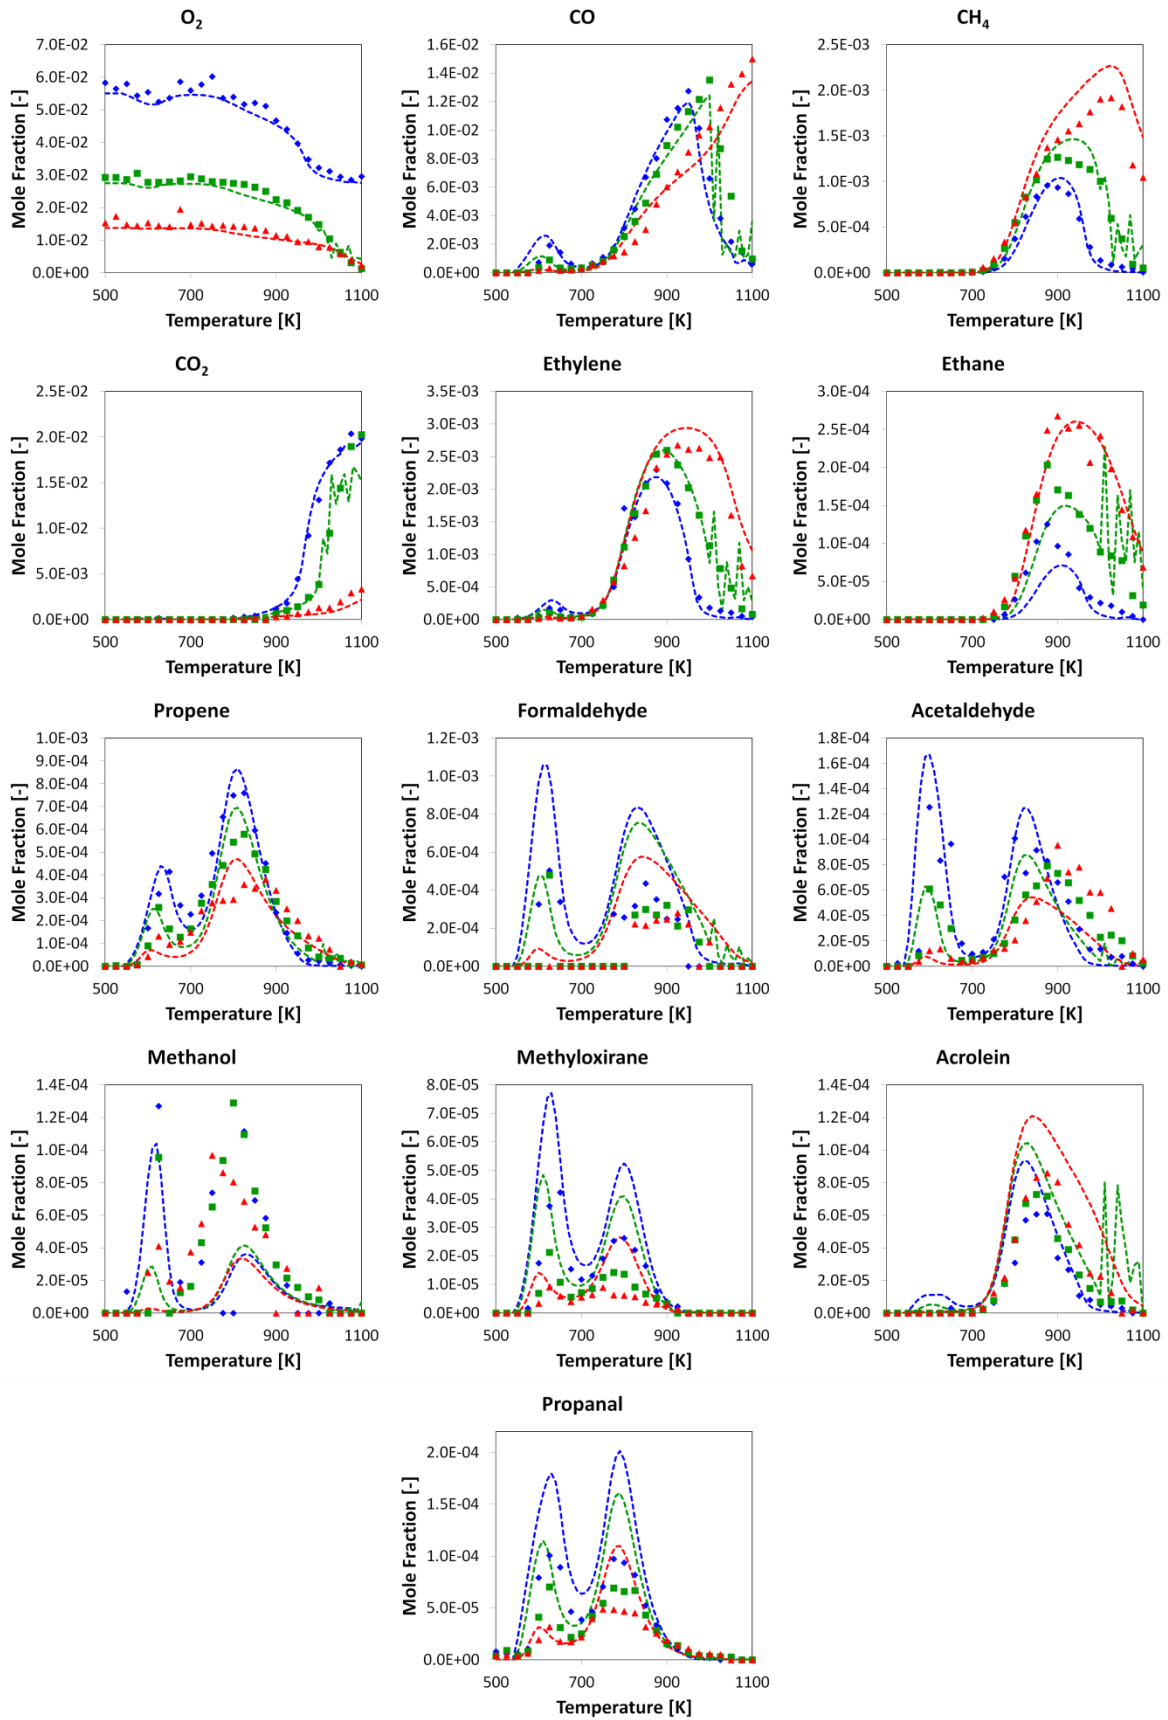 O2 CO CH4
Mole Fraction [-] 7.0E-02 6.0E-02 5.0E-02 4.0E-02 3.0E-02 2.0E-02 1.0E-02 0.0E+00
Mole Fraction [-] 1.6E-02 1.4E-02 1.2E-02 1.0E-02 8.0E-03 6.0E-03 4.0E-03 2.0E-03 0.0E+00
Mole Fraction [-] 2.5E-03 2.0E-03 1.5E-03 1.0E-03 5.0E-04 0.0E+00
500 700 900 1100 500 700 900 1100 500 700 900 1100
Temperature [K] Temperature [K] Temperature [K]
CO2 Ethylene Ethane
Mole Fraction [-] 2.5E-02 2.0E-02 1.5E-02 1.0E-02 5.0E-03 0.0E+00
Mole Fraction [-] 3.5E-03 3.0E-03 2.5E-03 2.0E-03 1.5E-03 1.0E-03 5.0E-04 0.0E+00
Mole Fraction [-] 3.0E-04 2.5E-04 2.0E-04 1.5E-04 1.0E-04 5.0E-05 0.0E+00
500 700 900 1100 500 700 900 1100 500 700 900 1100
Temperature [K] Temperature [K] Temperature [K]
Propene Formaldehyde Acetaldehyde
Mole Fraction [-] 1.0E-03 9.0E-04 8.0E-04 7.0E-04 6.0E-04 5.0E-04 4.0E-04 3.0E-04 2.0E-04 1.0E-04 0.0E+00
Mole Fraction [-] 1.2E-03 1.0E-03 8.0E-04 6.0E-04 4.0E-04 2.0E-04 0.0E+00
Mole Fraction [-] 1.8E-04 1.6E-04 1.4E-04 1.2E-04 1.0E-04 8.0E-05 6.0E-05 4.0E-05 2.0E-05 0.0E+00
500 700 900 1100 500 700 900 1100 500 700 900 1100
Temperature [K] Temperature [K] Temperature [K]
Methanol Methyloxirane Acrolein
Mole Fraction [-] 1.4E-04 1.2E-04 1.0E-04 8.0E-05 6.0E-05 4.0E-05 2.0E-05 0.0E+00
Mole Fraction [-] 8.0E-05 7.0E-05 6.0E-05 5.0E-05 4.0E-05 3.0E-05 2.0E-05 1.0E-05 0.0E+00
Mole Fraction [-] 1.4E-04 1.2E-04 1.0E-04 8.0E-05 6.0E-05 4.0E-05 2.0E-05 0.0E+00
500 700 900 1100 500 700 900 1100 500 700 900 1100
Temperature [K] Temperature [K] Temperature [K]
Propanal
Mole Fraction [-] 2.0E-04 1.5E-04 1.0E-04 5.0E-05 0.0E+00
500 700 900 1100
Temperature [K]